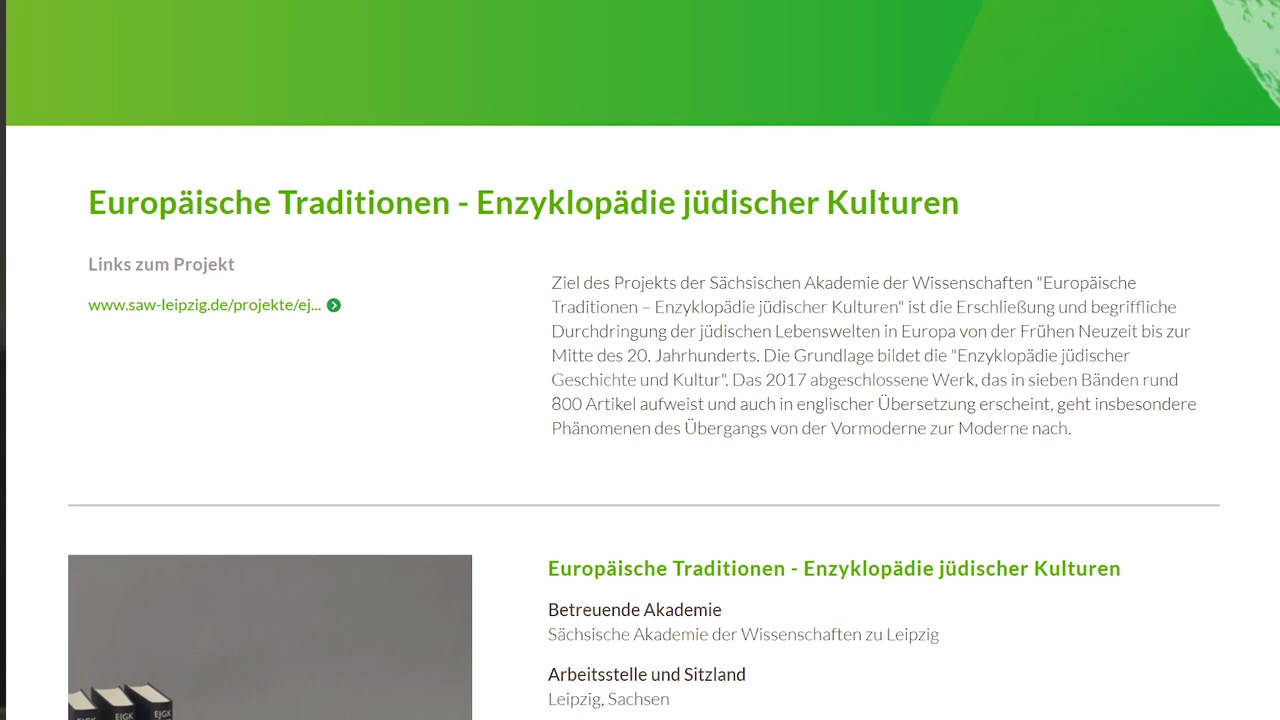 Europäische Traditionen - Enzyklopädie jüdischer Kulturen
Links zum Projekt
www.saw-leipzig.de/projekte/ej...
Ziel des Projekts der Sächsischen Akademie der Wissenschaften "Europäische
Traditionen – Enzyklopädie jüdischer Kulturen" ist die Erschließung und begriffliche
Durchdringung der jüdischen Lebenswelten in Europa von der Frühen Neuzeit bis zur
Mitte des 20. Jahrhunderts. Die Grundlage bildet die "Enzyklopädie jüdischer
Geschichte und Kultur". Das 2017 abgeschlossene Werk, das in sieben Bänden rund
800 Artikel aufweist und auch in englischer Übersetzung erscheint, geht insbesondere
Phänomenen des Übergangs von der Vormoderne zur Moderne nach.
Europäische Traditionen - Enzyklopädie jüdischer Kulturen
Betreuende Akademie
Sächsische Akademie der Wissenschaften zu Leipzig
Arbeitsstelle und Sitzland
Leipzig, Sachsen
EJGK EJGK EJGK